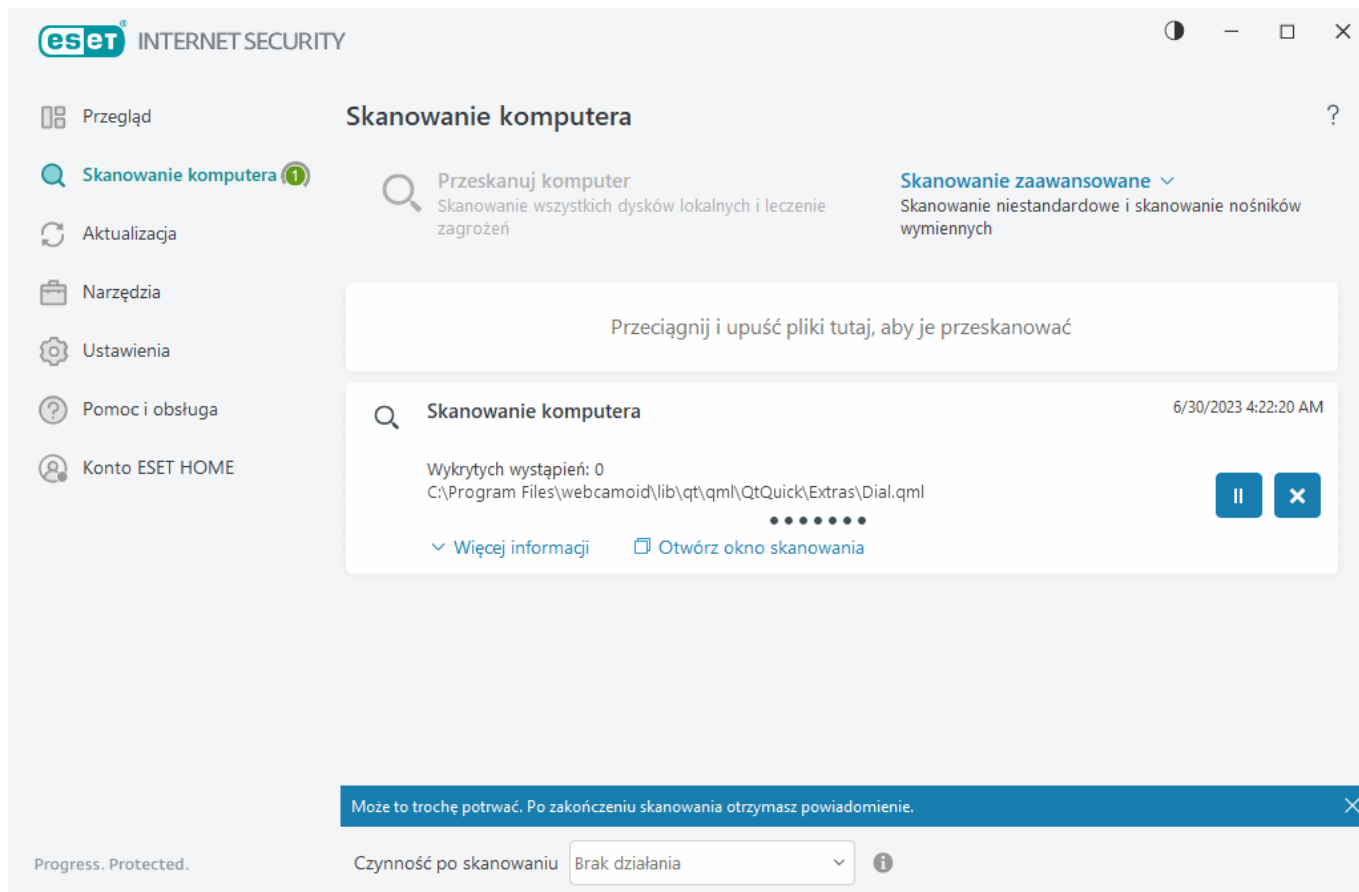 eset® INTERNET SECURITY
Przegląd
Skanowanie komputera 1
Aktualizacja
Narzędzia
Ustawienia
Pomoc i obsługa
Konto ESET HOME
Progress. Protected.
Skanowanie komputera
?
Przeskanuj komputer
Skanowanie wszystkich dysków lokalnych i leczenie
zagrożeń
Skanowanie zaawansowane
Skanowanie niestandardowe i skanowanie nośników
wymiennych
Przeciągnij i upuść pliki tutaj, aby je przeskanować
Skanowanie komputera
6/30/2023 4:22:20 AM
Wykrytych wystąpień: 0
C:\Program Files\webcamoid\lib\qt\qml\QtQuick\Extras\Dial.qml
Więcej informacji
Otwórz okno skanowania
Może to trochę potrwać. Po zakończeniu skanowania otrzymasz powiadomienie.
Czynność po skanowaniu
Brak działania